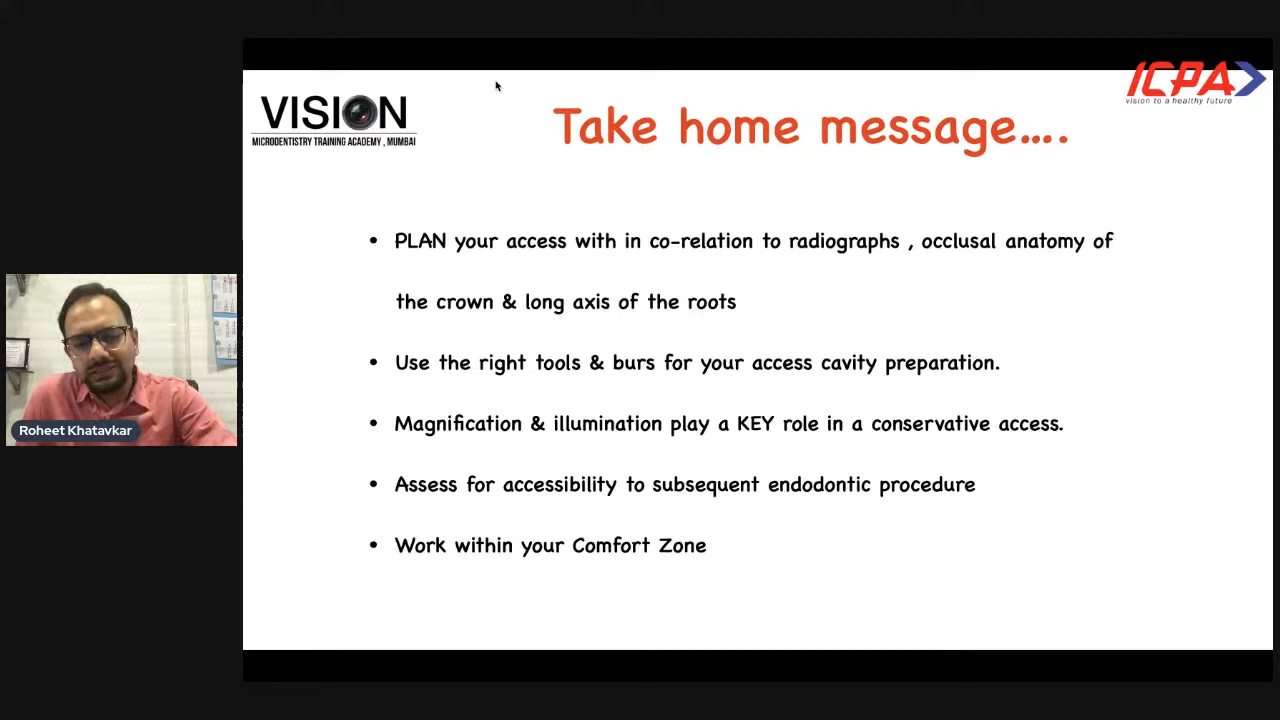 VISION
MICRODENTISTRY TRAINING ACADEMY , MUMBAI
ICPA
vision to a healthy future
Take home message....
• PLAN your access with in co-relation to radiographs , occlusal anatomy of
the crown & long axis of the roots
• Use the right tools & burs for your access cavity preparation.
• Magnification & illumination play a KEY role in a conservative access.
• Assess for accessibility to subsequent endodontic procedure
• Work within your Comfort Zone
Roheet Khatavkar